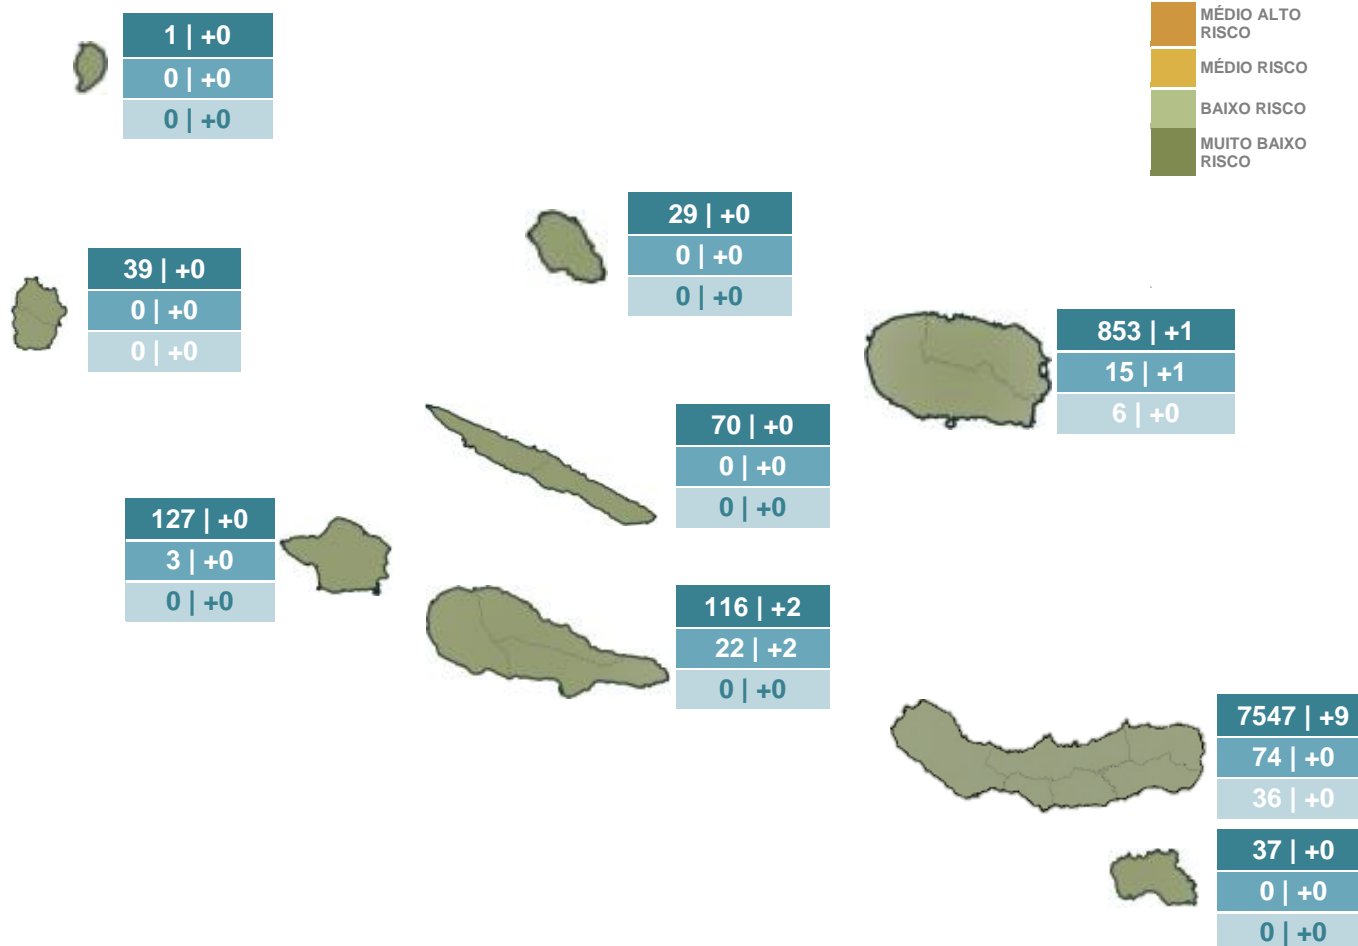 MÉDIO ALTO
RISCO
MÉDIO RISCO
BAIXO RISCO
MUITO BAIXO
RISCO
1 | +0
0 | +0
0 | +0
29 | +0
0 | +0
0 | +0
39 | +0
0 | +0
0 | +0
853 | +1
15 | +1
6 | +0
70 | +0
0 | +0
0 | +0
127 | +0
3 | +0
0 | +0
116 | +2
22 | +2
0 | +0
7547 | +9
74 | +0
36 | +0
37 | +0
0 | +0
0 | +0